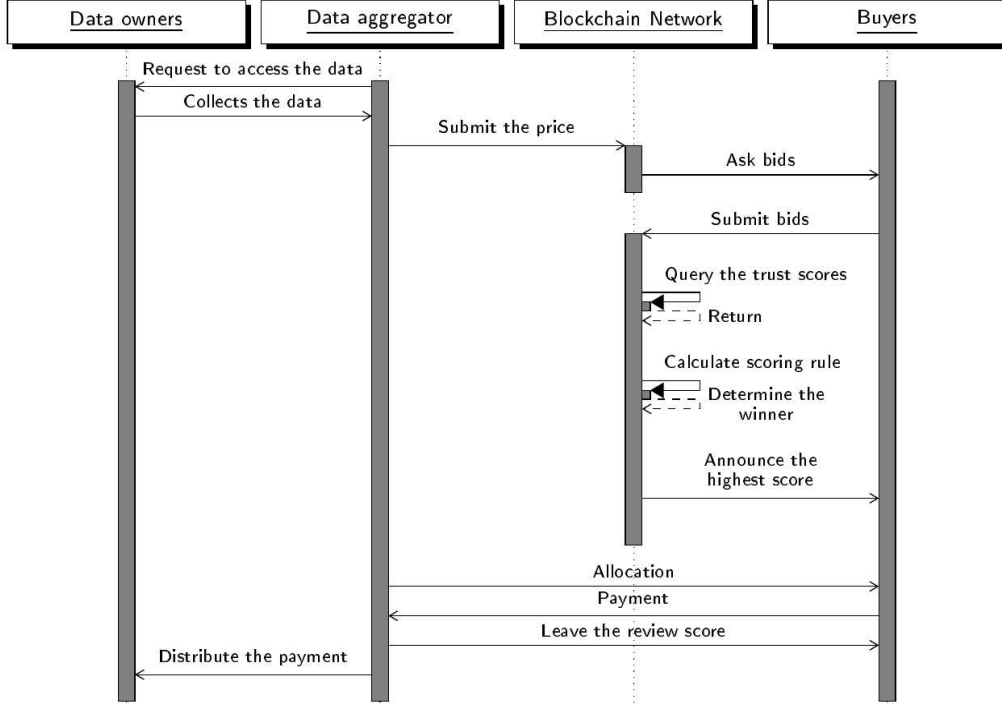 Data owners
Data aggregator
Blockchain Network
Buyers
Request to access the data
Collects the data
Submit the price
Ask bids
Submit bids
Query the trust scores
Return
Calculate scoring rule
Determine the
winner
Announce the
highest score
Allocation
Payment
Leave the review score
Distribute the payment